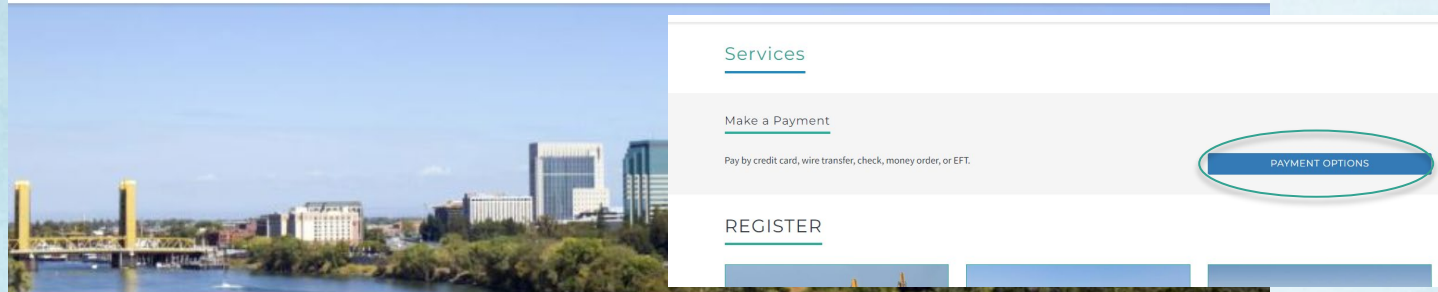 Services
Make a Payment
Pay by credit card, wire transfer, check, money order, or EFT.
PAYMENT OPTIONS
REGISTER